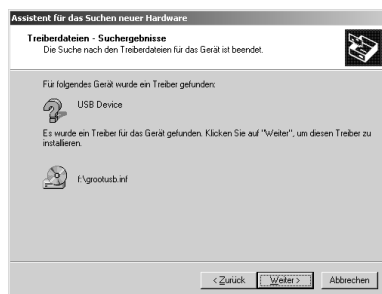 Assistent für das Suchen neuer Hardware
Treiberdateien - Suchergebnisse
Die Suche nach den Treiberdateien für das Gerät ist beendet.
Für folgendes Gerät wurde ein Treiber gefunden:
USB Device
Es wurde ein Treiber für das Gerät gefunden. Klicken Sie auf "Weiter", um diesen Treiber zu
installieren.
f:\grootusb.inf
< Zurück Weiter > Abbrechen